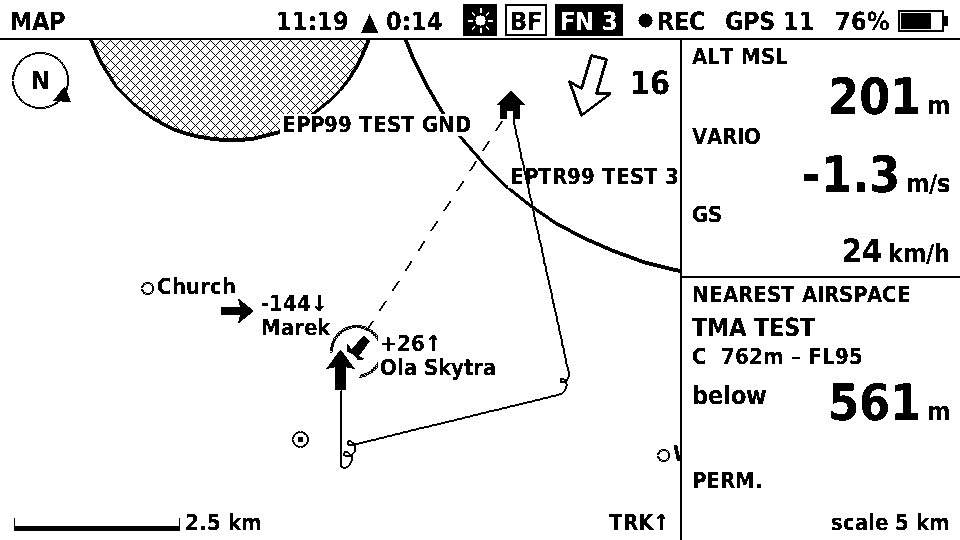 MAP 11:19 ▲ 0:14 BF FN 3 ●REC GPS 11 76%
N
16
EPP99 TEST GND
EPTR99 TEST 3
Church
-144↓
Marek
+26↑
Ola Skytra
2.5 km
TRK↑
ALT MSL
201 m
VARIO
-1.3 m/s
GS
24 km/h
NEAREST AIRSPACE
TMA TEST
C 762m – FL95
below 561 m
PERM.
scale 5 km